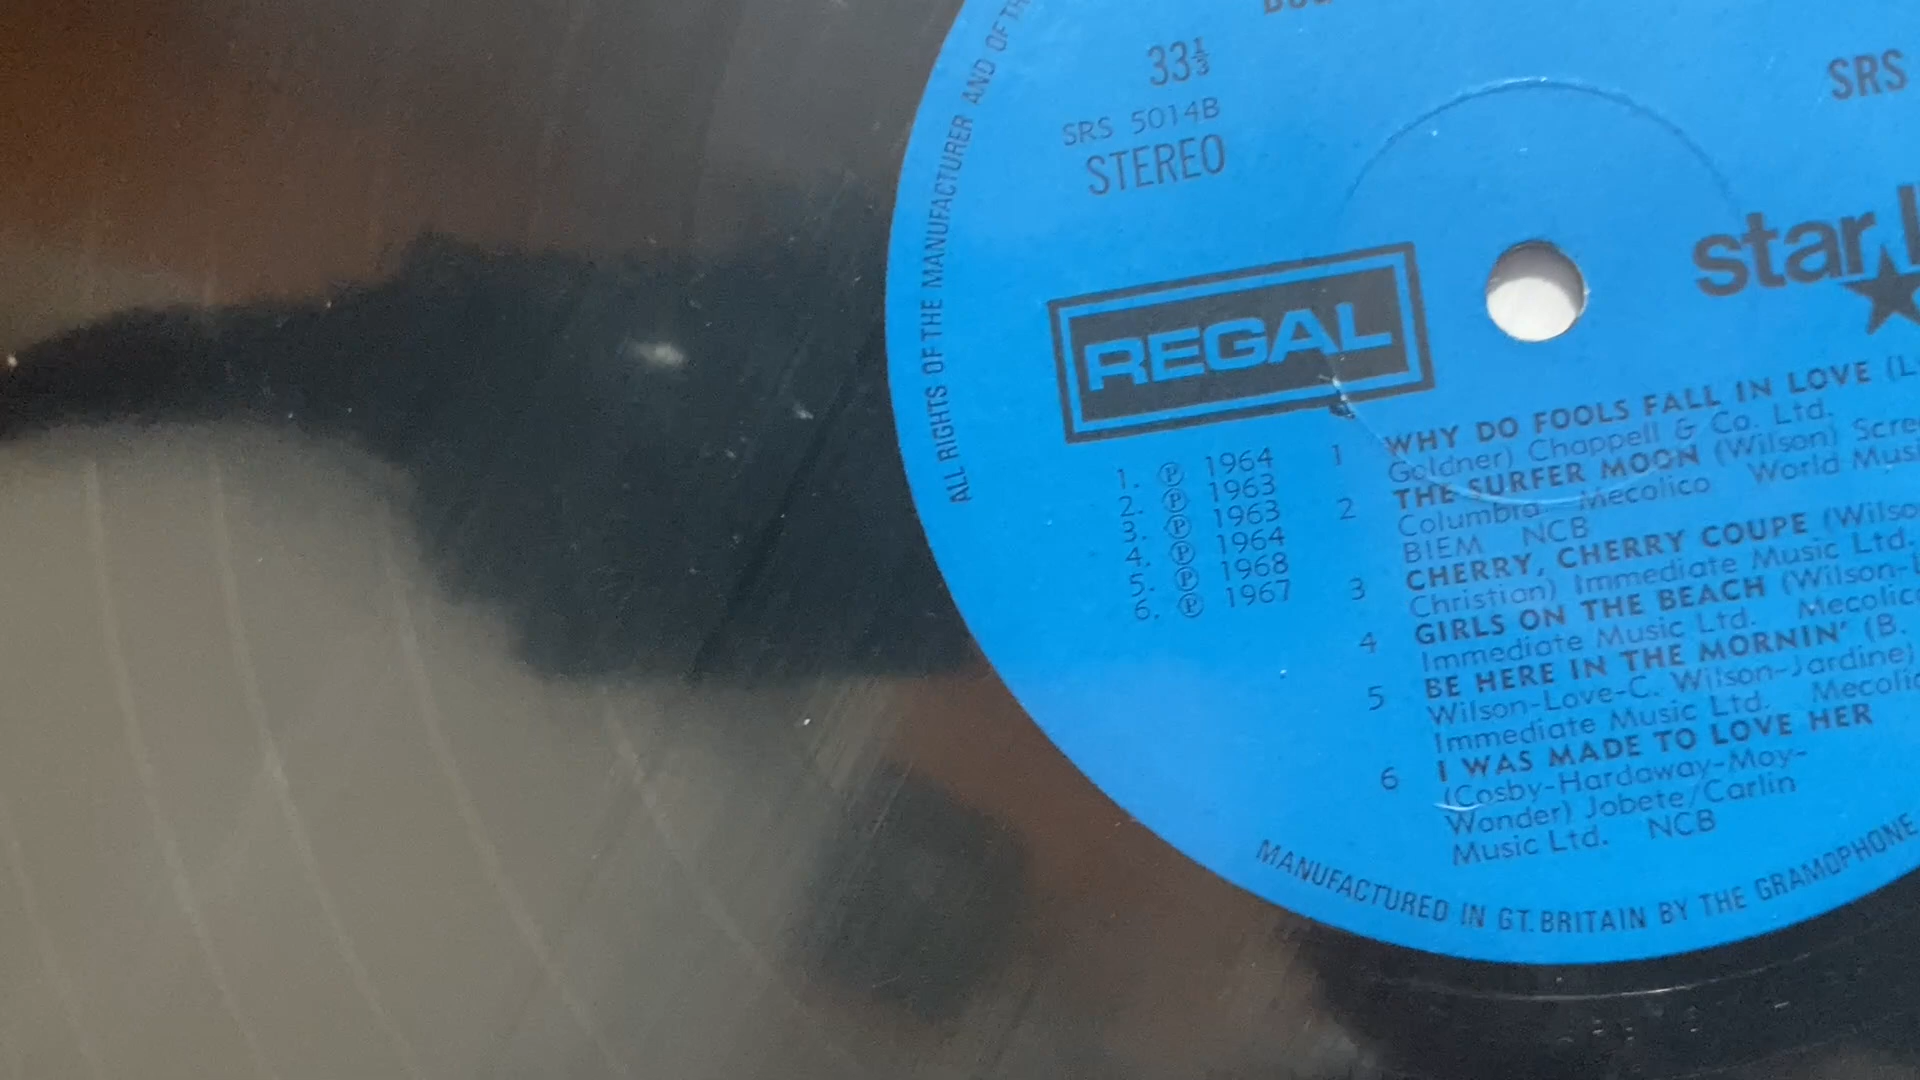 33⅓
SRS
SRS 5014B
STEREO
star
REGAL
1. ℗ 1964
2. ℗ 1963
3. ℗ 1963
4. ℗ 1964
5. ℗ 1968
6. ℗ 1967
1 WHY DO FOOLS FALL IN LOVE (L
Goldner) Chappell & Co. Ltd.
2 THE SURFER MOON (Wilson) Scre
Columbia Mecolico World Musi
BIEM NCB
3 CHERRY, CHERRY COUPE (Wilso
Christian) Immediate Music Ltd.
4 GIRLS ON THE BEACH (Wilson-L
Immediate Music Ltd. Mecolico
5 BE HERE IN THE MORNIN' (B.
Wilson-Love-C. Wilson-Jardine)
Immediate Music Ltd. Mecolic
6 I WAS MADE TO LOVE HER
(Cosby-Hardaway-Moy-
Wonder) Jobete/Carlin
Music Ltd. NCB
ALL RIGHTS OF THE MANUFACTURER AND OF TH
MANUFACTURED IN GT. BRITAIN BY THE GRAMOPHONE